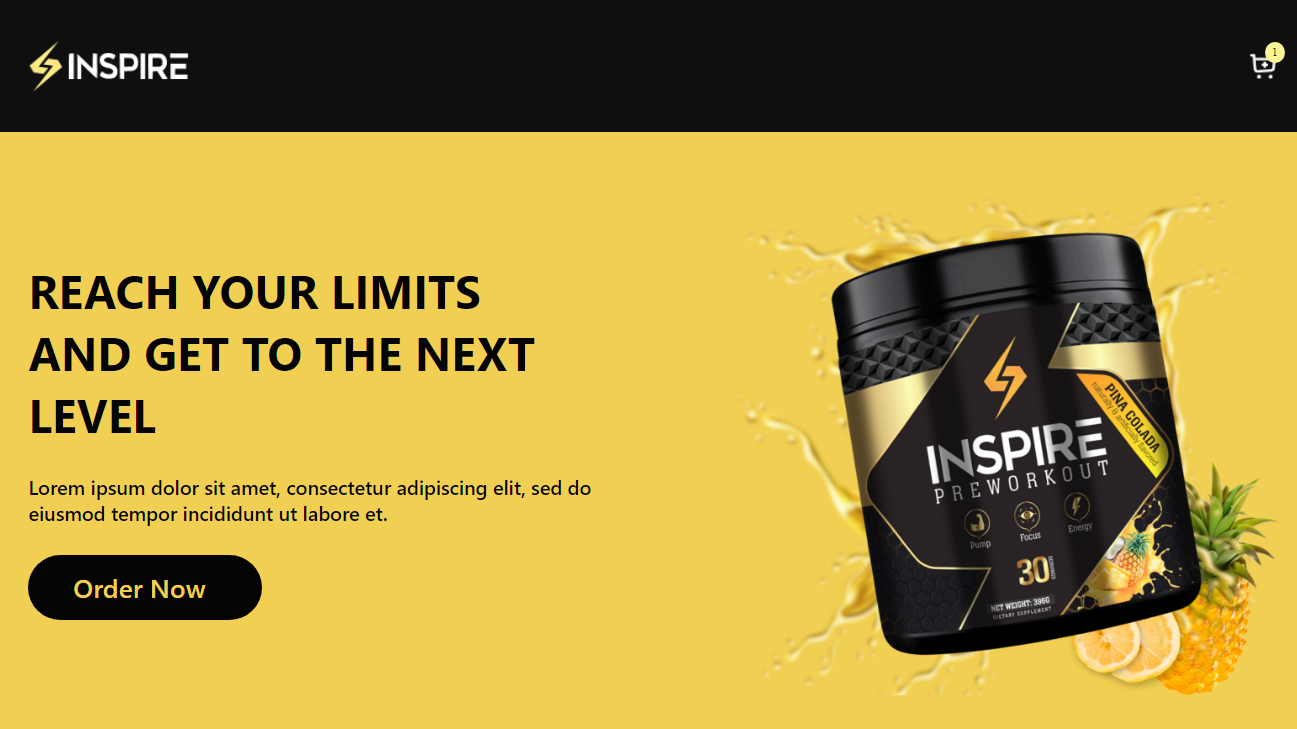 INSPIRE
1
REACH YOUR LIMITS
AND GET TO THE NEXT
LEVEL
Lorem ipsum dolor sit amet, consectetur adipiscing elit, sed do
eiusmod tempor incididunt ut labore et.
Order Now
PINA COLADA
naturally & artificially flavored
INSPIRE
PREWORKOUT
Pump
Focus
Energy
30
SERVINGS
NET WEIGHT: 396G
DIETARY SUPPLEMENT